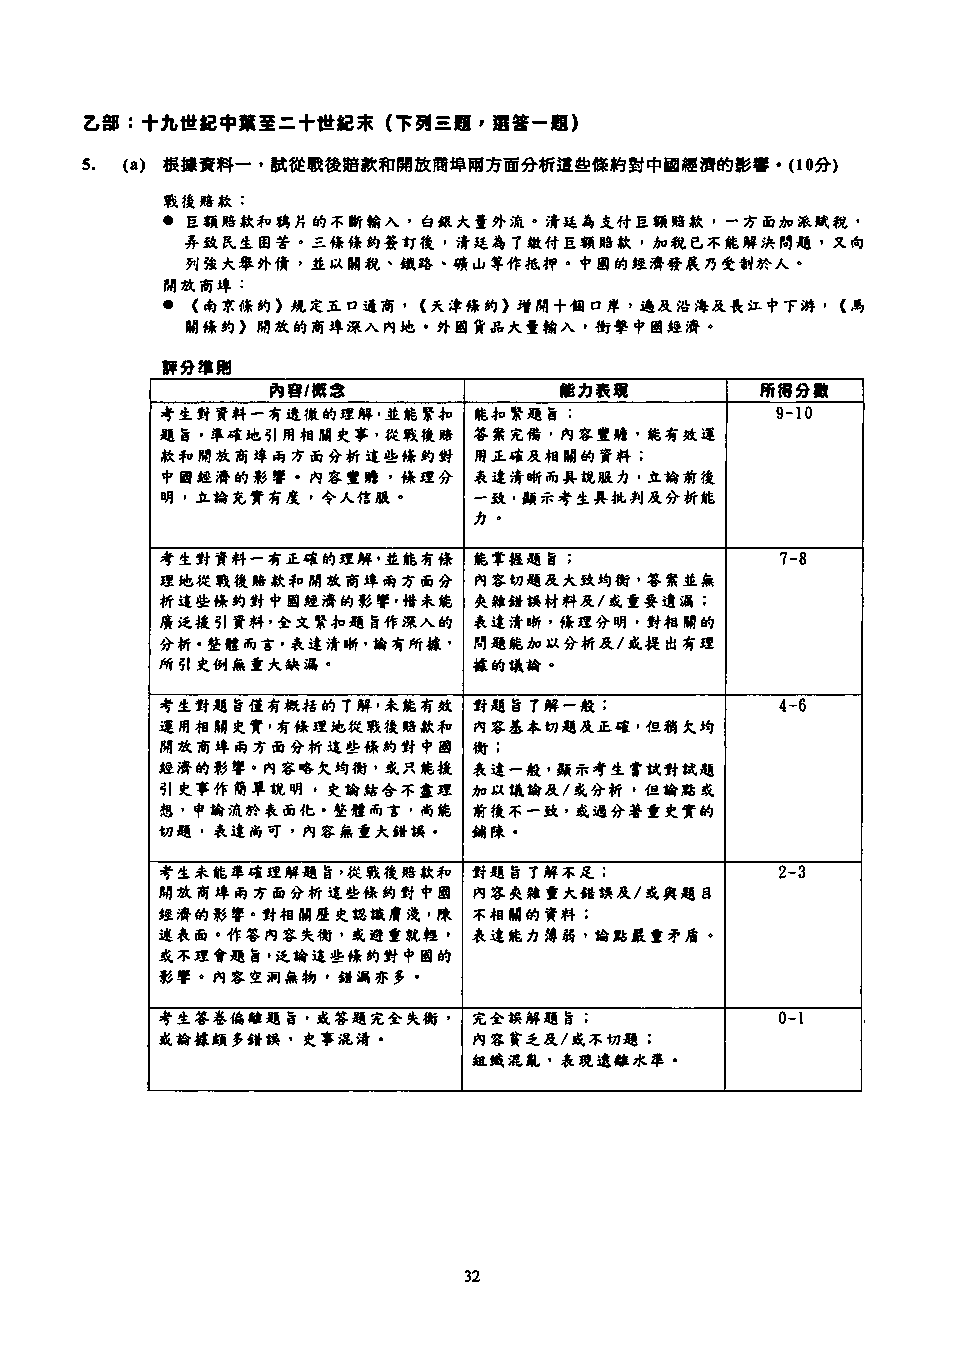 乙部：十九世紀中葉至二十世紀末（下列三題，選答一題）
5. (a) 根據資料一，試從戰後賠款和開放商埠兩方面分析這些條約對中國經濟的影響。(10分)
戰後賠款：
● 巨額賠款和鴉片的不斷輸入，白銀大量外流。清廷為支付巨額賠款，一方面加派賦稅，
弄致民生困苦。三條條約簽訂後，清廷為了繳付巨額賠款，加稅已不能解決問題，又向
列強大舉外債，並以關稅、鐵路、礦山等作抵押。中國的經濟發展乃受制於人。
開放商埠：
● 《南京條約》規定五口通商，《天津條約》增開十個口岸，遍及沿海及長江中下游，《馬
關條約》開放的商埠深入內地。外國貨品大量輸入，衝擊中國經濟。
評分準則
內容/概念 能力表現 所得分數
考生對資料一有透徹的理解，並能緊扣
題旨，準確地引用相關史事，從戰後賠
款和開放商埠兩方面分析這些條約對
中國經濟的影響。內容豐贍，條理分
明，立論充實有度，令人信服。
能扣緊題旨；
答案完備，內容豐贍，能有效運
用正確及相關的資料；
表達清晰而具說服力，立論前後
一致，顯示考生具批判及分析能
力。
9-10
考生對資料一有正確的理解，並能有條
理地從戰後賠款和開放商埠兩方面分
析這些條約對中國經濟的影響，惜未能
廣泛援引資料，全文緊扣題旨作深入的
分析。整體而言，表達清晰，論有所據，
所引史例無重大缺漏。
能掌握題旨；
內容切題及大致均衡，答案並無
夾雜錯誤材料及/或重要遺漏；
表達清晰，條理分明，對相關的
問題能加以分析及/或提出有理
據的議論。
7-8
考生對題旨僅有概括的了解，未能有效
運用相關史實，有條理地從戰後賠款和
開放商埠兩方面分析這些條約對中國
經濟的影響。內容略欠均衡，或只能援
引史事作簡單說明，史論結合不盡理
想，申論流於表面化。整體而言，尚能
切題，表達尚可，內容無重大錯誤。
對題旨了解一般；
內容基本切題及正確，但稍欠均
衡；
表達一般，顯示考生嘗試對試題
加以議論及/或分析，但論點或
前後不一致，或過分著重史實的
鋪陳。
4-6
考生未能準確理解題旨，從戰後賠款和
開放商埠兩方面分析這些條約對中國
經濟的影響。對相關歷史認識膚淺，陳
述表面。作答內容失衡，或避重就輕，
或不理會題旨，泛論這些條約對中國的
影響。內容空洞無物，錯漏亦多。
對題旨了解不足；
內容夾雜重大錯誤及/或與題目
不相關的資料；
表達能力薄弱，論點嚴重矛盾。
2-3
考生答卷偏離題旨，或答題完全失衡，
或論據頗多錯誤，史事混淆。
完全誤解題旨；
內容貧乏及/或不切題；
組織混亂，表現遠離水準。
0-1
32